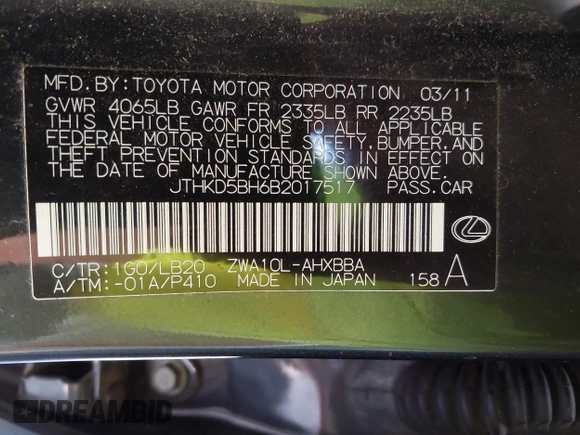 MFD.BY:TOYOTA MOTOR CORPORATION 03/11
GVWR 4065LB GAWR FR 2335LB RR 2235LB
THIS VEHICLE CONFORMS TO ALL APPLICABLE
FEDERAL MOTOR VEHICLE SAFETY,BUMPER,AND
THEFT PREVENTION STANDARDS IN EFFECT ON
THE DATE OF MANUFACTURE SHOWN ABOVE.
JTHKD5BH6B2017517 PASS.CAR
C/TR:1G0/LB20 ZWA10L-AHXBBA
A/TM:-01A/P410 MADE IN JAPAN 158 A
DREAMBID